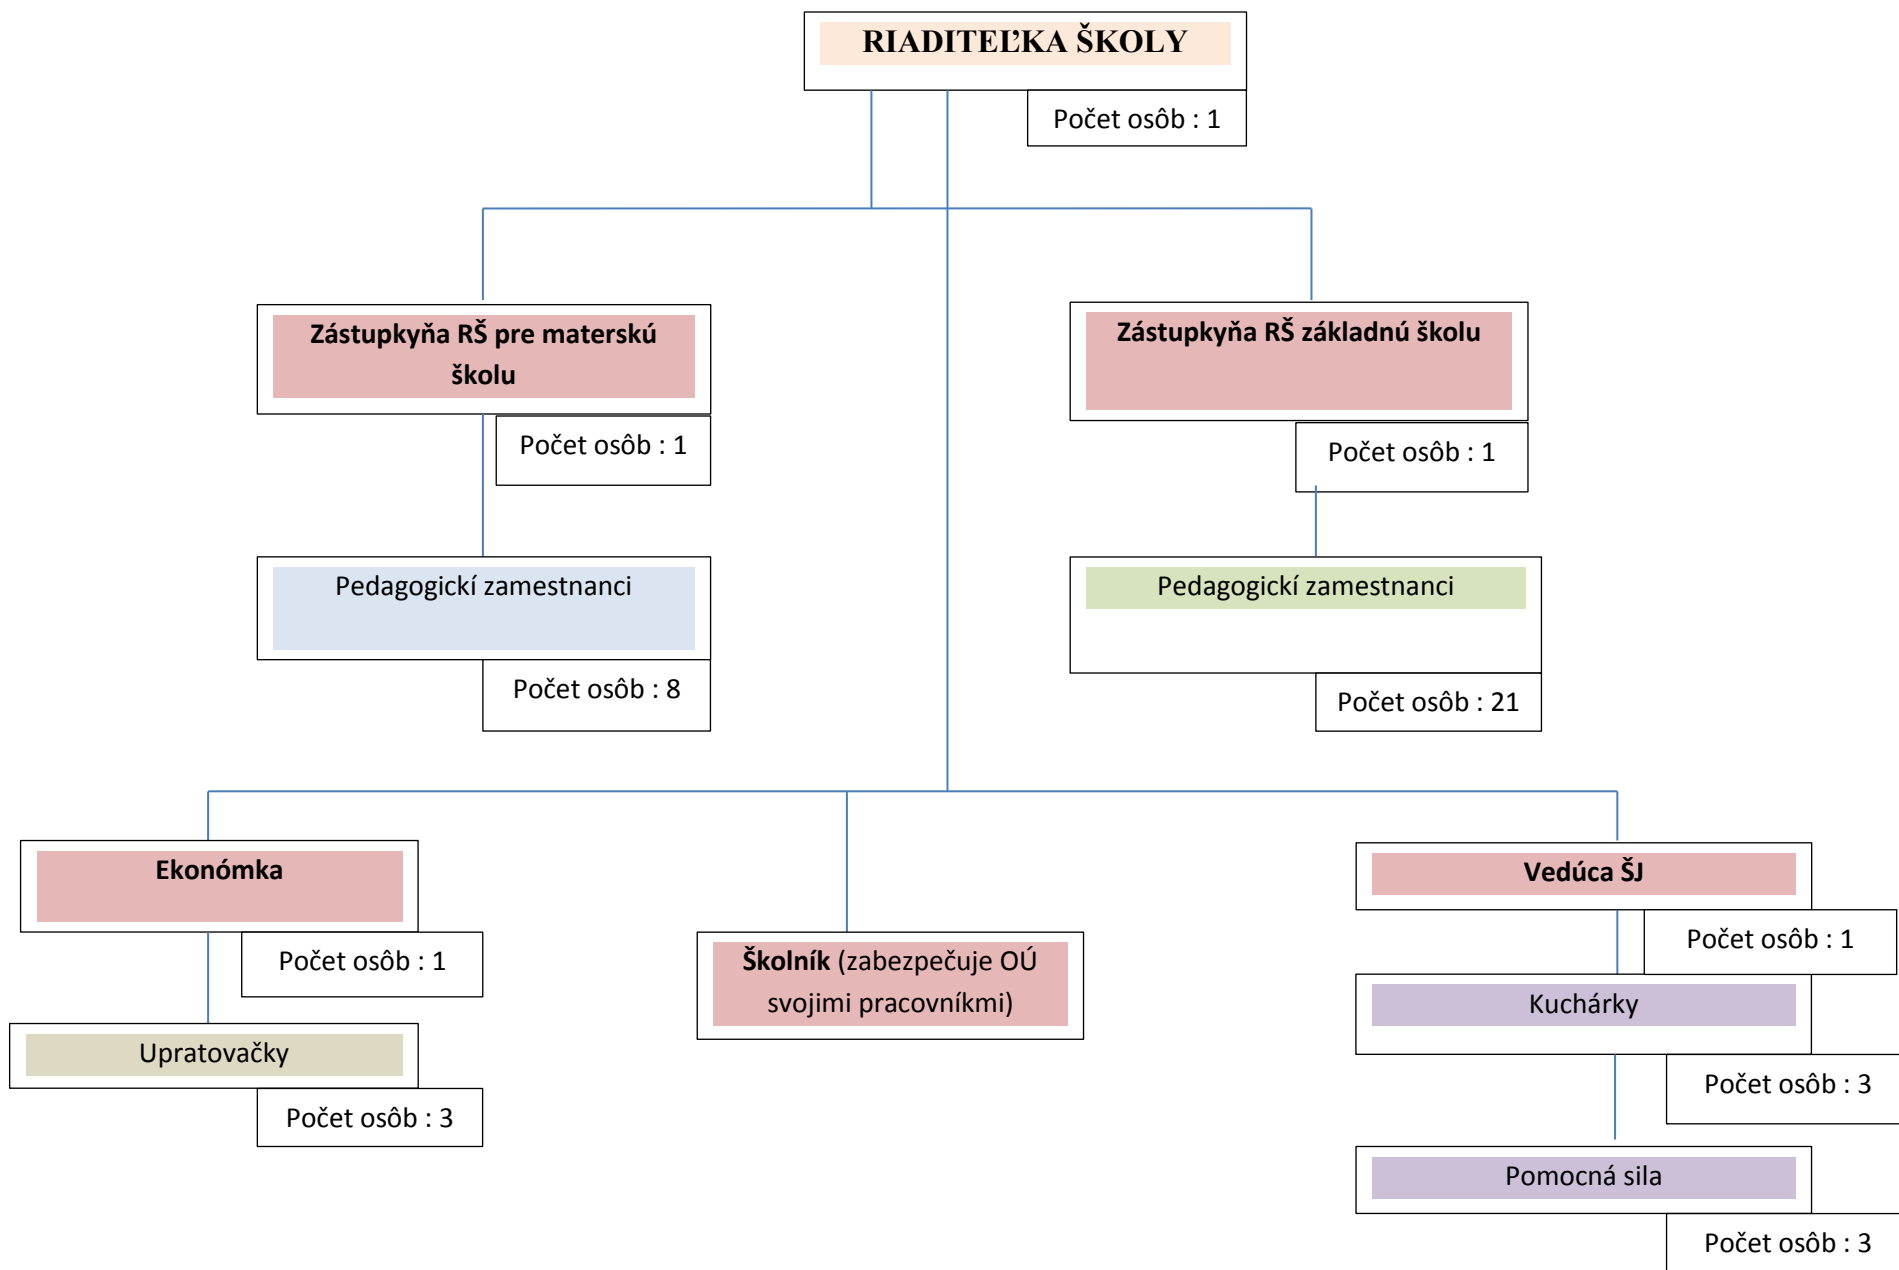 RIADITEĽKA ŠKOLY
Počet osôb : 1
Zástupkyňa RŠ pre materskú
školu
Počet osôb : 1
Zástupkyňa RŠ základnú školu
Počet osôb : 1
Pedagogickí zamestnanci
Počet osôb : 8
Pedagogickí zamestnanci
Počet osôb : 21
Ekonómka
Počet osôb : 1
Upratovačky
Počet osôb : 3
Školník (zabezpečuje OÚ
svojimi pracovníkmi)
Vedúca ŠJ
Počet osôb : 1
Kuchárky
Počet osôb : 3
Pomocná sila
Počet osôb : 3